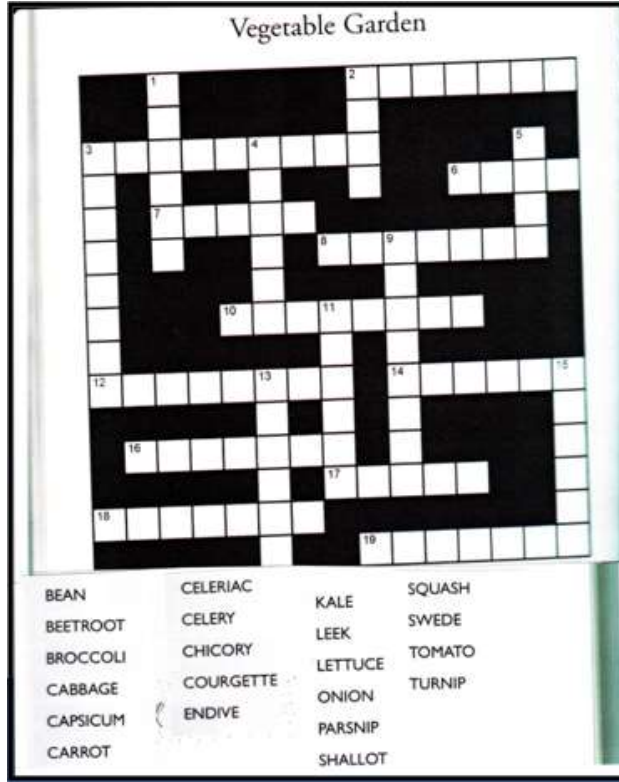 Vegetable Garden
1 2
3 4 5
6
7
8 9
10 11
12 13 14 15
16
17
18
19
BEAN
BEETROOT
BROCCOLI
CABBAGE
CAPSICUM
CARROT
CELERIAC
CELERY
CHICORY
COURGETTE
ENDIVE
KALE
LEEK
LETTUCE
ONION
PARSNIP
SHALLOT
SQUASH
SWEDE
TOMATO
TURNIP